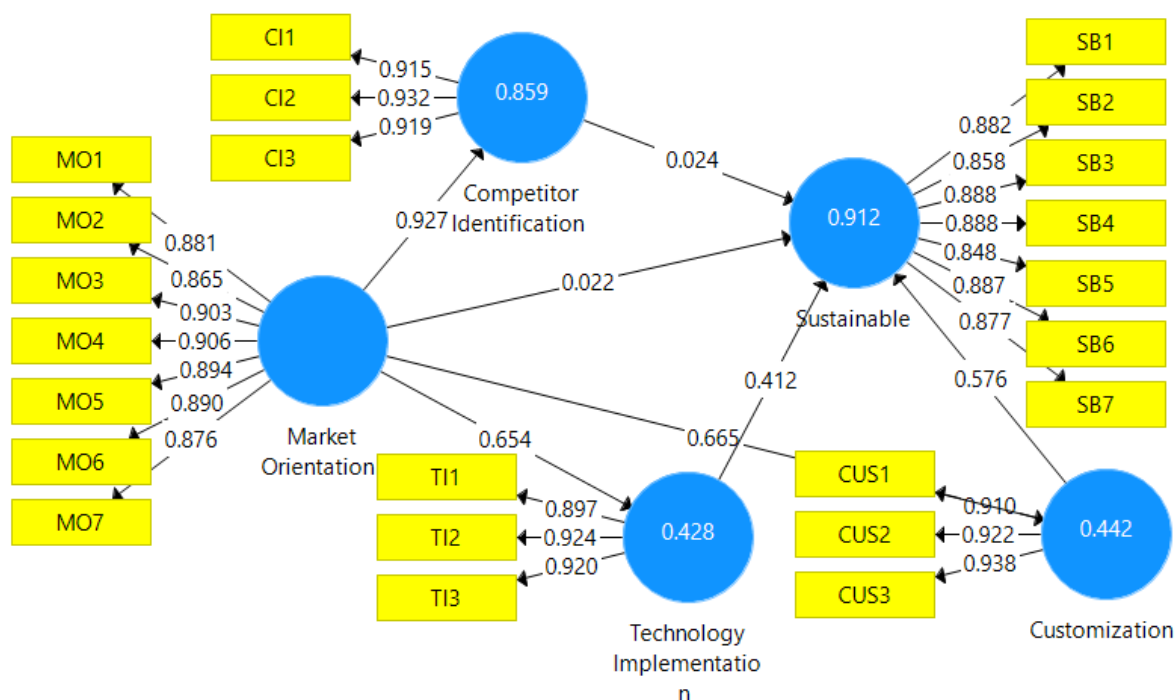 CI1
CI2
CI3
0.915
0.932
0.919
0.859
Competitor
Identification
MO1
MO2
MO3
MO4
MO5
MO6
MO7
0.881
0.865
0.903
0.906
0.894
0.890
0.876
Market
Orientation
0.927
0.024
0.022
0.654
0.665
0.412
0.576
0.912
Sustainable
SB1
SB2
SB3
SB4
SB5
SB6
SB7
0.882
0.858
0.888
0.888
0.848
0.887
0.877
TI1
TI2
TI3
0.897
0.924
0.920
0.428
Technology
Implementatio
n
CUS1
CUS2
CUS3
0.910
0.922
0.938
0.442
Customization